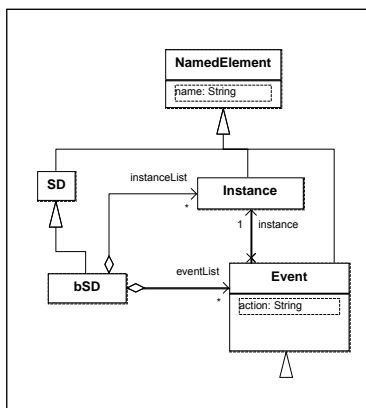 NamedElement
name: String
SD
instanceList
*
Instance
1 instance
bSD
eventList
*
Event
action: String